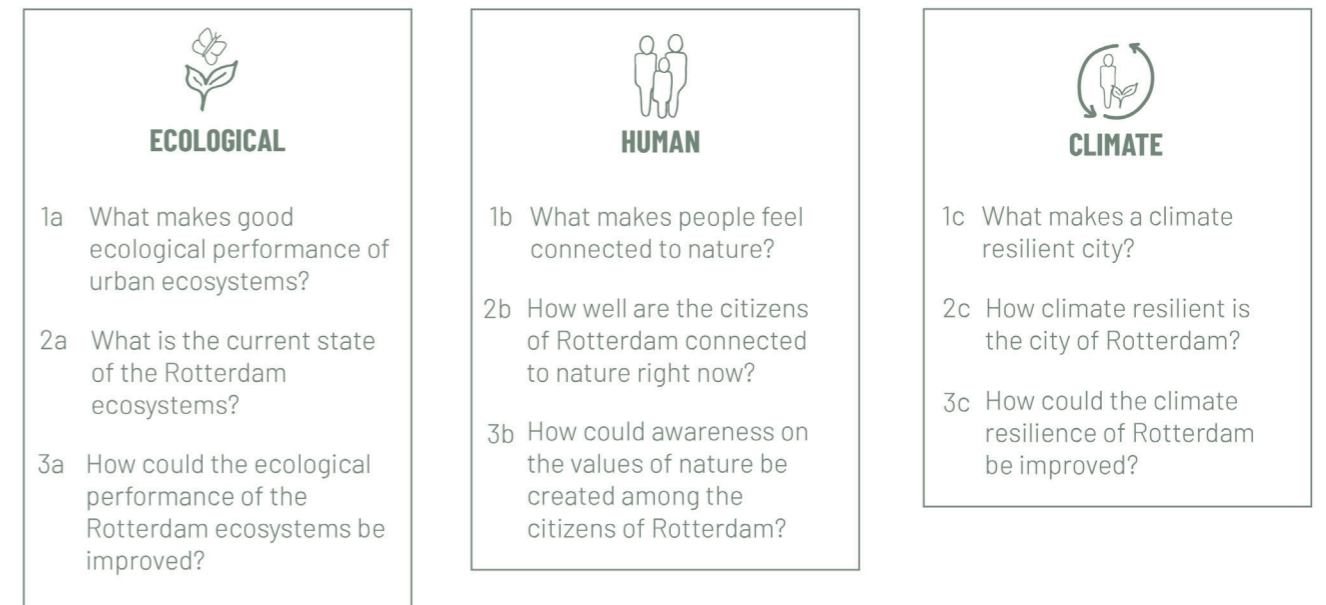 ECOLOGICAL
1a What makes good
ecological performance of
urban ecosystems?
2a What is the current state
of the Rotterdam
ecosystems?
3a How could the ecological
performance of the
Rotterdam ecosystems be
improved?
HUMAN
1b What makes people feel
connected to nature?
2b How well are the citizens
of Rotterdam connected
to nature right now?
3b How could awareness on
the values of nature be
created among the
citizens of Rotterdam?
CLIMATE
1c What makes a climate
resilient city?
2c How climate resilient is
the city of Rotterdam?
3c How could the climate
resilience of Rotterdam
be improved?